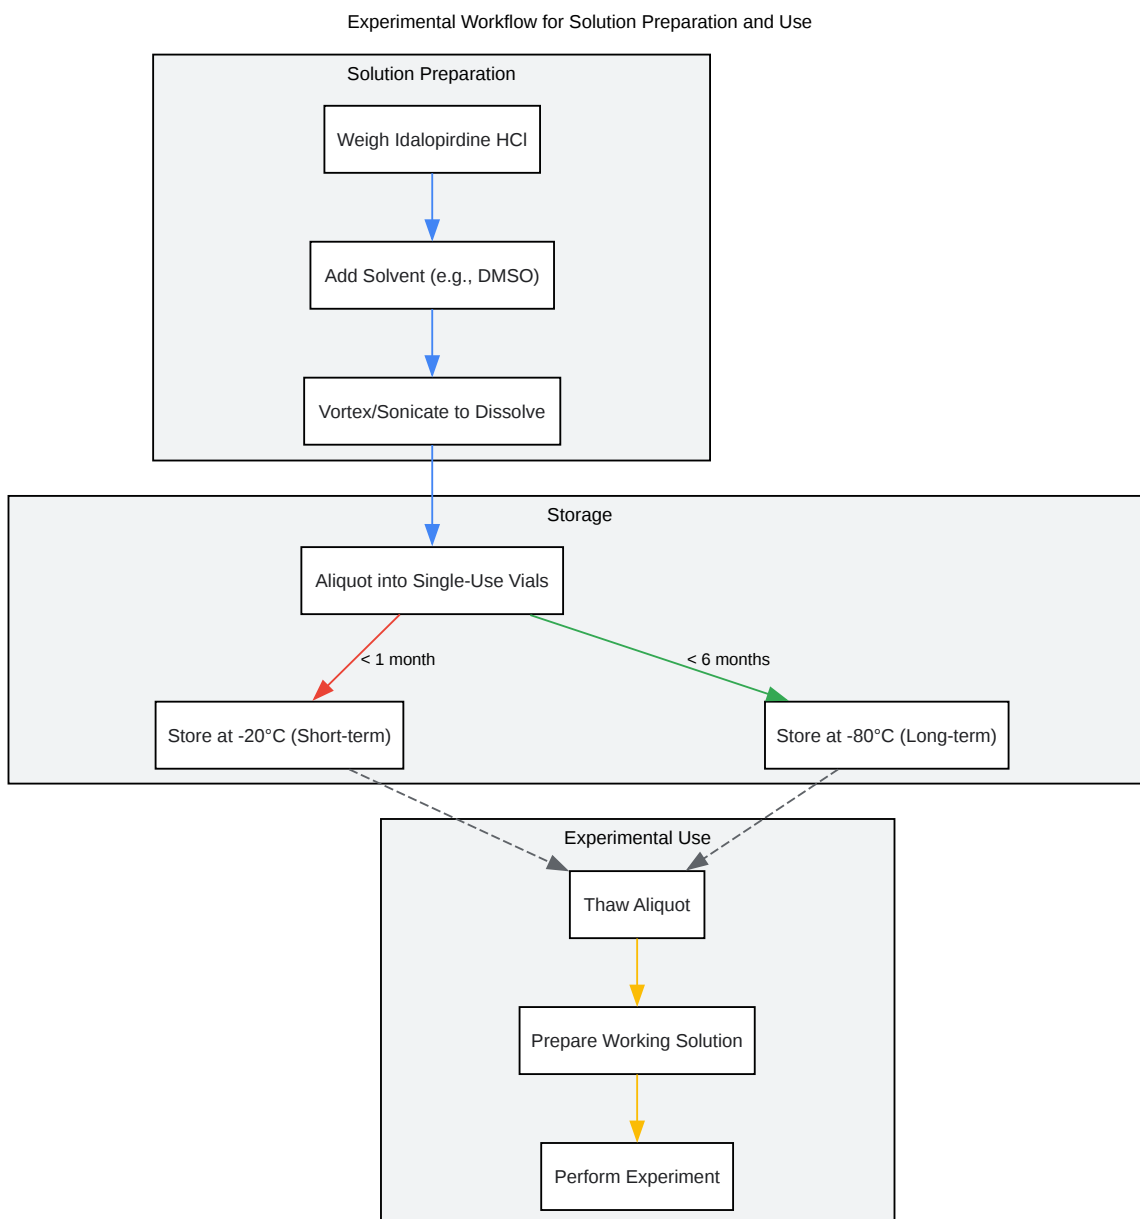 Experimental Workflow for Solution Preparation and Use
Solution Preparation
Weigh Idalopirdine HCl
Add Solvent (e.g., DMSO)
Vortex/Sonicate to Dissolve
Storage
Aliquot into Single-Use Vials
< 1 month
< 6 months
Store at -20°C (Short-term)
Store at -80°C (Long-term)
Experimental Use
Thaw Aliquot
Prepare Working Solution
Perform Experiment